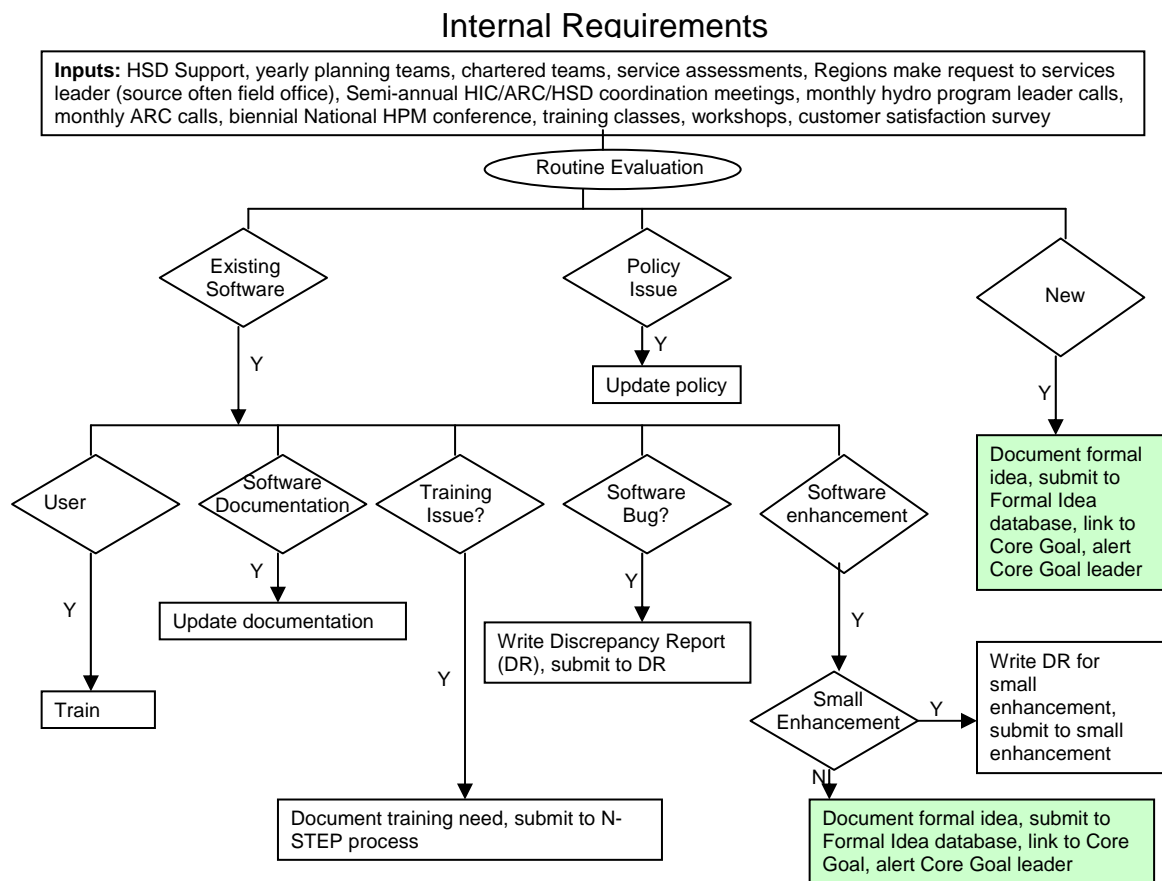 Internal Requirements
Inputs: HSD Support, yearly planning teams, chartered teams, service assessments, Regions make request to services
leader (source often field office), Semi-annual HIC/ARC/HSD coordination meetings, monthly hydro program leader calls,
monthly ARC calls, biennial National HPM conference, training classes, workshops, customer satisfaction survey
Routine Evaluation
Existing
Software
Policy
Issue
New
Y
Y
Y
Update policy
User
Software
Documentation
Training
Issue?
Software
Bug?
Software
enhancement
Document formal
idea, submit to
Formal Idea
database, link to
Core Goal, alert
Core Goal leader
Y
Y
Y
Y
Y
Update documentation
Write Discrepancy Report
(DR), submit to DR
Train
Small
Enhancement
Y
Write DR for
small
enhancement,
submit to small
enhancement
N
Document training need, submit to N-
STEP process
Document formal idea, submit to
Formal Idea database, link to Core
Goal, alert Core Goal leader